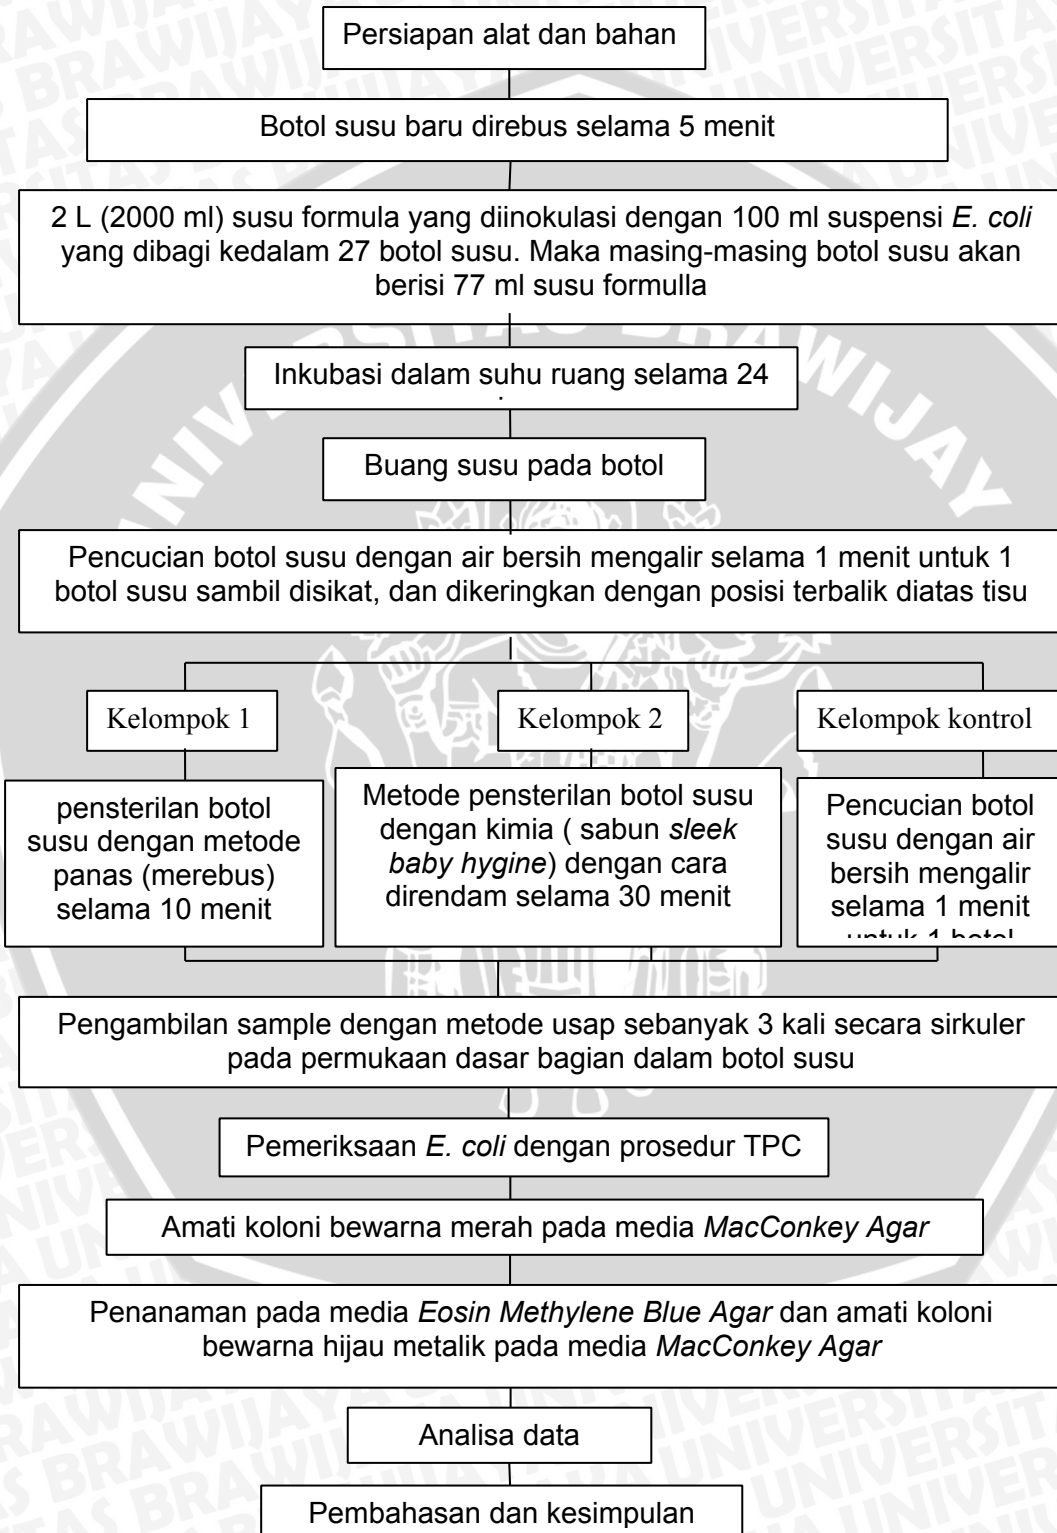 Persiapan alat dan bahan
Botol susu baru direbus selama 5 menit
2 L (2000 ml) susu formula yang diinokulasi dengan 100 ml suspensi E. coli
yang dibagi kedalam 27 botol susu. Maka masing-masing botol susu akan
berisi 77 ml susu formulla
Inkubasi dalam suhu ruang selama 24
Buang susu pada botol
Pencucian botol susu dengan air bersih mengalir selama 1 menit untuk 1
botol susu sambil disikat, dan dikeringkan dengan posisi terbalik diatas tisu
Kelompok 1
Kelompok 2
Kelompok kontrol
pensterilan botol
susu dengan metode
panas (merebus)
selama 10 menit
Metode pensterilan botol susu
dengan kimia ( sabun sleek
baby hygine) dengan cara
direndam selama 30 menit
Pencucian botol
susu dengan air
bersih mengalir
selama 1 menit
untuk 1 botol
Pengambilan sample dengan metode usap sebanyak 3 kali secara sirkuler
pada permukaan dasar bagian dalam botol susu
Pemeriksaan E. coli dengan prosedur TPC
Amati koloni bewarna merah pada media MacConkey Agar
Penanaman pada media Eosin Methylene Blue Agar dan amati koloni
bewarna hijau metalik pada media MacConkey Agar
Analisa data
Pembahasan dan kesimpulan